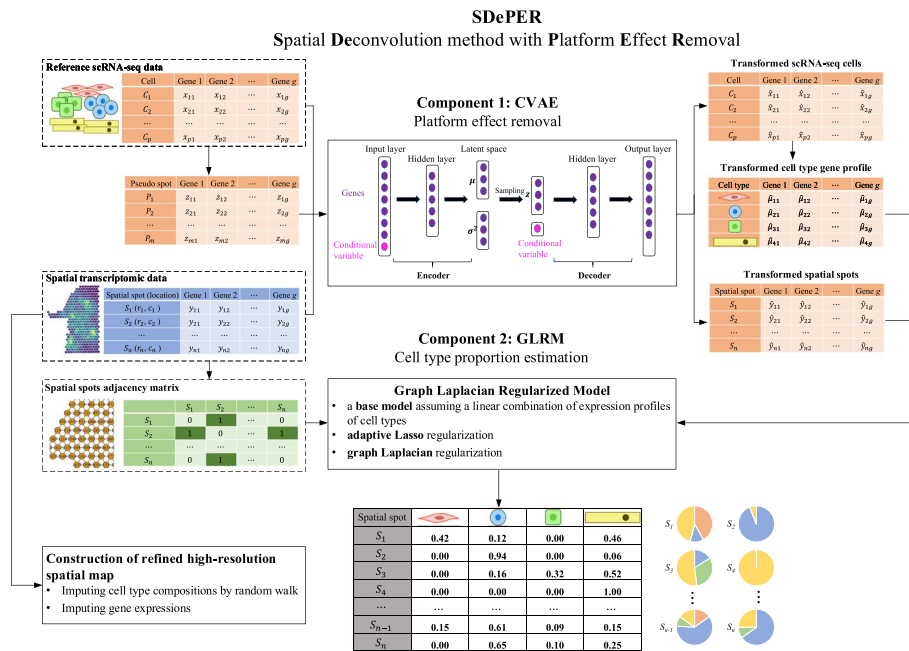 SDePER
Spatial Deconvolution method with Platform Effect Removal
Reference scRNA-seq data
Cell Gene 1 Gene 2 ⋯ Gene g
C₁ x₁₁ x₁₂ ⋯ x₁g
C₂ x₂₁ x₂₂ ⋯ x₂g
⋯ ⋯ ⋯ ⋯
Cₚ xₚ₁ xₚ₂ ⋯ xₚg
Pseudo spot Gene 1 Gene 2 ⋯ Gene g
P₁ z₁₁ z₁₂ ⋯ z₁g
P₂ z₂₁ z₂₂ ⋯ z₂g
⋯ ⋯ ⋯ ⋯
Pₘ zₘ₁ zₘ₂ ⋯ zₘg
Spatial transcriptomic data
Spatial spot (location) Gene 1 Gene 2 ⋯ Gene g
S₁ (r₁, c₁) y₁₁ y₁₂ ⋯ y₁g
S₂ (r₂, c₂) y₂₁ y₂₂ ⋯ y₂g
⋯ ⋯ ⋯ ⋯
Sₙ (rₙ, cₙ) yₙ₁ yₙ₂ ⋯ yₙg
Spatial spots adjacency matrix
S₁ S₂ ⋯ Sₙ
S₁ 0 1 ⋯ 0
S₂ 1 0 ⋯ 1
⋯ ⋯ ⋯ ⋯
Sₙ 0 1 ⋯ 0
Component 1: CVAE
Platform effect removal
Input layer
Hidden layer
Latent space
Hidden layer
Output layer
Genes
μ
Sampling
z
σ²
Conditional
variable
Conditional
variable
Encoder
Decoder
Transformed scRNA-seq cells
Cell Gene 1 Gene 2 ⋯ Gene g
C₁ x̂₁₁ x̂₁₂ ⋯ x̂₁g
C₂ x̂₂₁ x̂₂₂ ⋯ x̂₂g
⋯ ⋯ ⋯ ⋯
Cₚ x̂ₚ₁ x̂ₚ₂ ⋯ x̂ₚg
Transformed cell type gene profile
Cell type Gene 1 Gene 2 ⋯ Gene g
μ̂₁₁ μ̂₁₂ ⋯ μ̂₁g
μ̂₂₁ μ̂₂₂ ⋯ μ̂₂g
μ̂₃₁ μ̂₃₂ ⋯ μ̂₃g
μ̂₄₁ μ̂₄₂ ⋯ μ̂₄g
Transformed spatial spots
Spatial spot Gene 1 Gene 2 ⋯ Gene g
S₁ ŷ₁₁ ŷ₁₂ ⋯ ŷ₁g
S₂ ŷ₂₁ ŷ₂₂ ⋯ ŷ₂g
⋯ ⋯ ⋯ ⋯
Sₙ ŷₙ₁ ŷₙ₂ ⋯ ŷₙg
Component 2: GLRM
Cell type proportion estimation
Graph Laplacian Regularized Model
• a base model assuming a linear combination of expression profiles
of cell types
• adaptive Lasso regularization
• graph Laplacian regularization
Spatial spot
S₁ 0.42 0.12 0.00 0.46
S₂ 0.00 0.94 0.00 0.06
S₃ 0.00 0.16 0.32 0.52
S₄ 0.00 0.00 0.00 1.00
⋯ ⋯ ⋯ ⋯ ⋯
Sₙ₋₁ 0.15 0.61 0.09 0.15
Sₙ 0.00 0.65 0.10 0.25
S₁ S₂
S₃ S₄
Sₙ₋₁ Sₙ
Construction of refined high-resolution
spatial map
• Imputing cell type compositions by random walk
• Imputing gene expressions